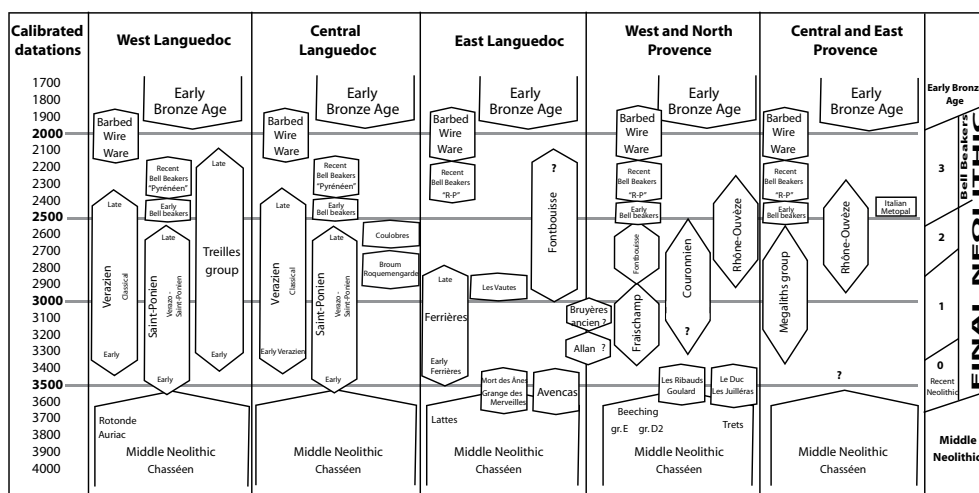 Calibrated
datations
West Languedoc
Central
Languedoc
East Languedoc
West and North
Provence
Central and East
Provence
1700
1800
1900
2000
2100
2200
2300
2400
2500
2600
2700
2800
2900
3000
3100
3200
3300
3400
3500
3600
3700
3800
3900
4000
Early
Bronze Age
Barbed
Wire
Ware
Recent
Bell Beakers
"Pyrénéen"
Early
Bell beakers
Late
Verazien
Classical
Early
Late
Saint-Ponien
Verazo -
Saint-Ponien
Early
Late
Treilles
group
Early
Rotonde
Auriac
Middle Neolithic
Chasséen
Early
Bronze Age
Barbed
Wire
Ware
Recent
Bell Beakers
"Pyrénéen"
Early
Bell beakers
Late
Verazien
Classical
Early Verazien
Late
Saint-Ponien
Verazo -
Saint-Ponien
Early
Coulobres
Broum
Roquemengarde
Middle Neolithic
Chasséen
Early
Bronze Age
Barbed
Wire
Ware
Recent
Bell Beakers
"R-P"
?
Fontbouisse
Late
Ferrières
Early
Ferrières
Les Vautes
Bruyères
ancien ?
Allan ?
Mort des Ânes
Grange des
Merveilles
Avencas
Lattes
Middle Neolithic
Chasséen
Early
Bronze Age
Barbed
Wire
Ware
Recent
Bell Beakers
"R-P"
Early
Bell beakers
Fontbouisse
Fraischamp
Couronnien
?
Rhône-Ouvèze
Les Ribauds
Goulard
Le Duc
Les Juilléras
Beeching
gr.E gr.D2
Trets
Middle Neolithic
Chasséen
Early
Bronze Age
Barbed
Wire
Ware
Recent
Bell Beakers
"R-P"
Early
Bell beakers
Megaliths group
Rhône-Ouvèze
Italian
Metopal
?
Middle Neolithic
Chasséen
Early Bronze
Age
Bell Beakers
FINAL NEOLITHIC
3
2
1
0
Recent
Neolithic
Middle
Neolithic